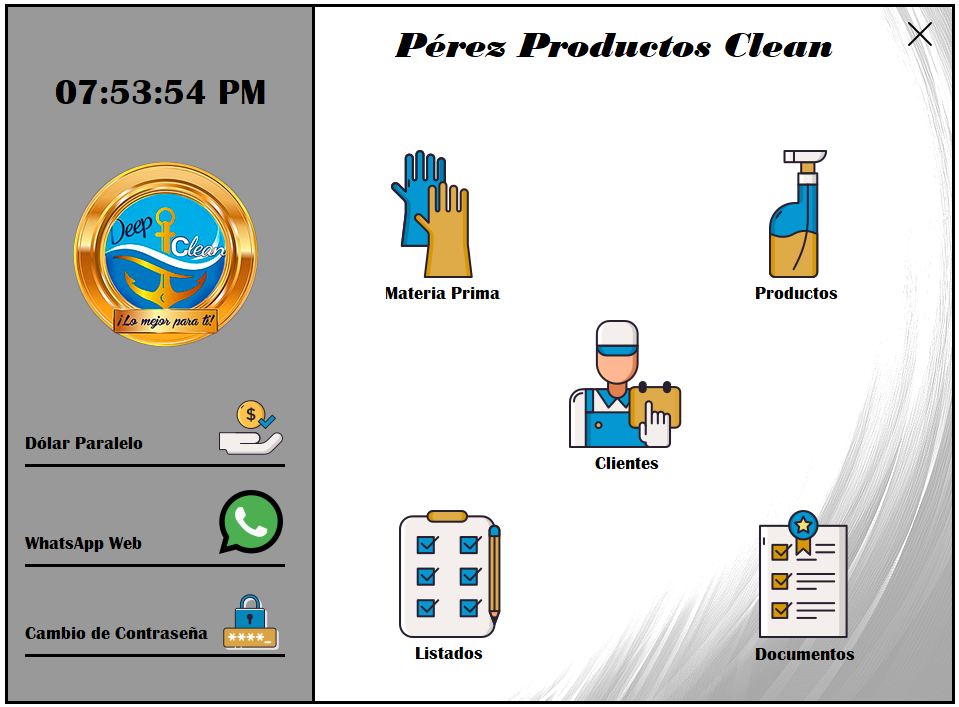 07:53:54 PM
Deep
Clean
¡Lo mejor para ti!
Dólar Paralelo
$
WhatsApp Web
Cambio de Contraseña
****_
Pérez Productos Clean
Materia Prima
Productos
Clientes
Listados
Documentos